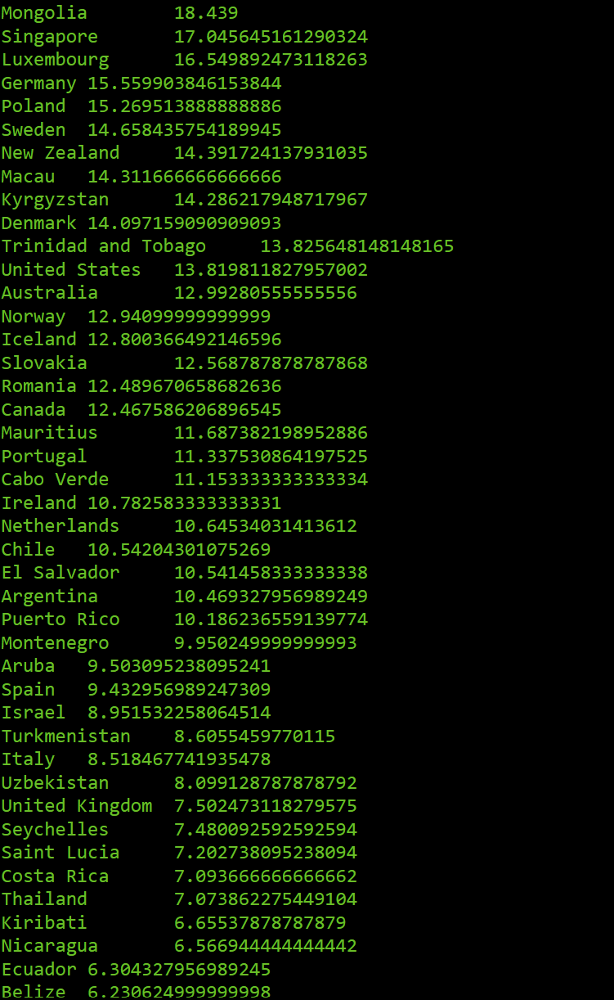 Mongolia 18.439
Singapore 17.045645161290324
Luxembourg 16.549892473118263
Germany 15.559903846153844
Poland 15.269513888888886
Sweden 14.658435754189945
New Zealand 14.391724137931035
Macau 14.311666666666666
Kyrgyzstan 14.286217948717967
Denmark 14.097159090909093
Trinidad and Tobago 13.825648148148165
United States 13.819811827957002
Australia 12.99280555555556
Norway 12.94099999999999
Iceland 12.800366492146596
Slovakia 12.568787878787868
Romania 12.489670658682636
Canada 12.467586206896545
Mauritius 11.687382198952886
Portugal 11.337530864197525
Cabo Verde 11.153333333333334
Ireland 10.782583333333331
Netherlands 10.64534031413612
Chile 10.54204301075269
El Salvador 10.541458333333338
Argentina 10.469327956989249
Puerto Rico 10.186236559139774
Montenegro 9.950249999999993
Aruba 9.503095238095241
Spain 9.432956989247309
Israel 8.951532258064514
Turkmenistan 8.6055459770115
Italy 8.518467741935478
Uzbekistan 8.099128787878792
United Kingdom 7.502473118279575
Seychelles 7.480092592592594
Saint Lucia 7.202738095238094
Costa Rica 7.093666666666662
Thailand 7.073862275449104
Kiribati 6.65537878787879
Nicaragua 6.566944444444442
Ecuador 6.304327956989245
Belize 6.230624999999998